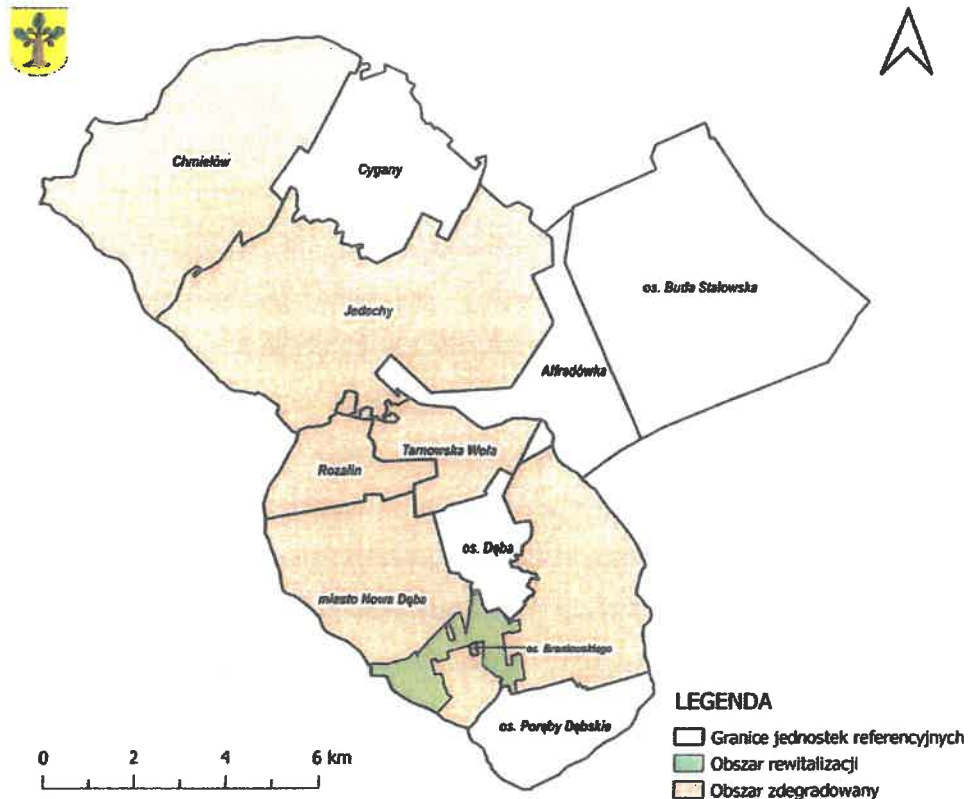 Chmielów
Cygany
os. Buda Stalowska
Jadachy
Alfredówka
Tarnowska Wola
Rozalin
os. Dęba
miasto Nowa Dęba
os. Broniewskiego
os. Poręby Dębskie
LEGENDA
Granice jednostek referencyjnych
Obszar rewitalizacji
Obszar zdegradowany
0 2 4 6 km